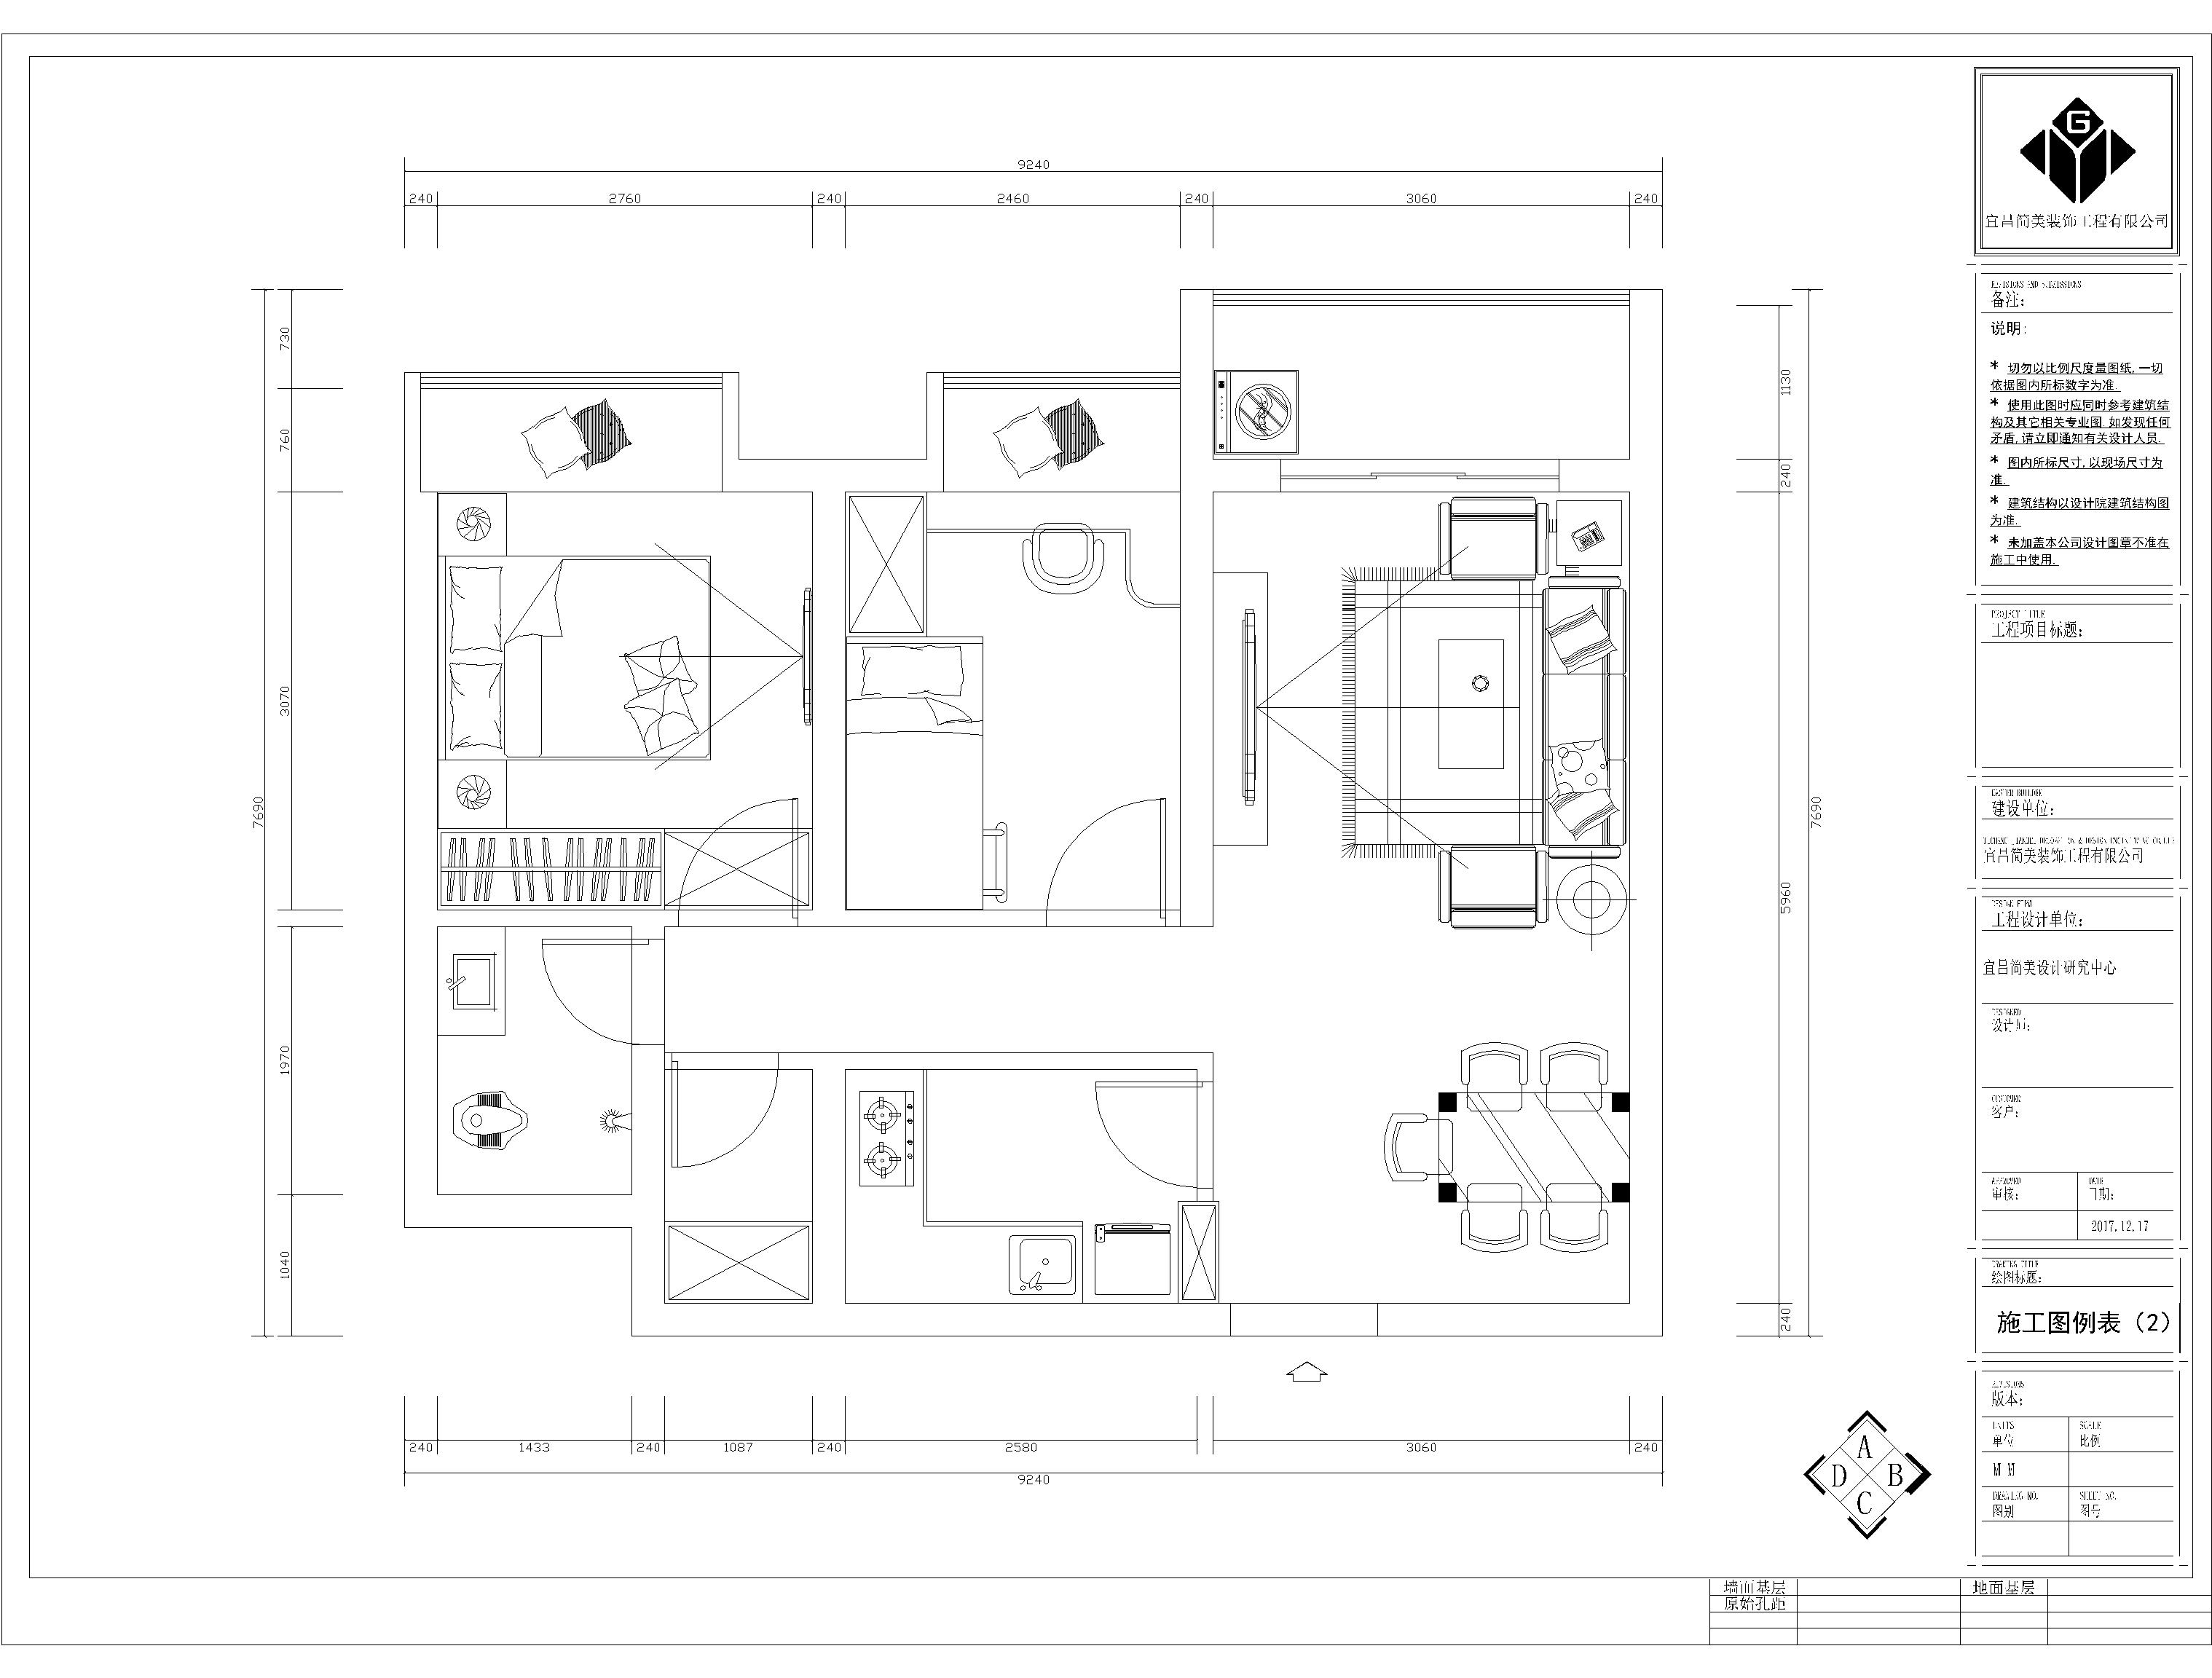 9240
240 2760 240 2460 240 3060 240
730
760
3070
1970
1040
7690
1130
240
5960
240
7690
240 1433 240 1087 240 2580 3060 240
9240
A
D B
C
G
宜昌简美装饰工程有限公司
备注:
说明:
* 切勿以比例尺度量图纸,一切
依据图内所标数字为准.
* 使用此图时应同时参考建筑结
构及其它相关专业图.如发现任何
矛盾,请立即通知有关设计人员.
* 图内所标尺寸,以现场尺寸为
准.
* 建筑结构以设计院建筑结构图
为准.
* 未加盖本公司设计图章不准在
施工中使用.
PROJECT TITLE
工程项目标题:
建设单位:
宜昌简美装饰工程有限公司
工程设计单位:
宜昌简美设计研究中心
DESIGNED
设计师:
CUSTOMER
客户:
APPROVED DATE
审核: 日期:
2017.12.17
DRAWING TITLE
绘图标题:
施工图例表（2）
REVISIONS
版本:
UNITS SCALE
单位 比例
M M
DRAWING NO. SHEET NO.
图别 图号
墙面基层 地面基层
原始孔距